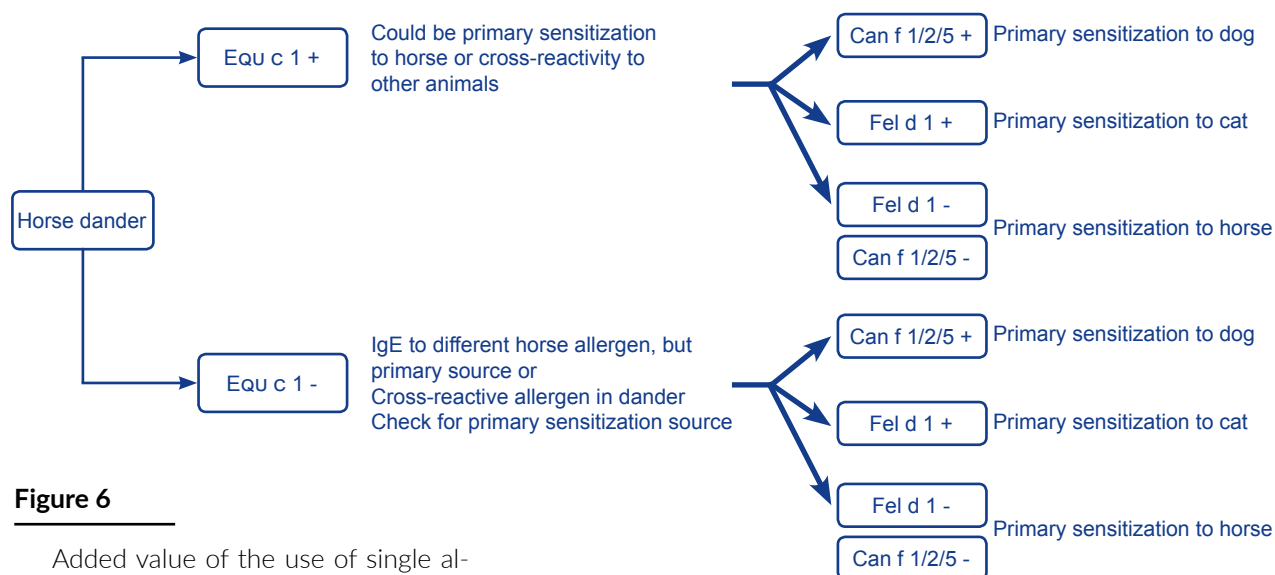 Horse dander
Equ c 1 +
Could be primary sensitization
to horse or cross-reactivity to
other animals
Can f 1/2/5 +
Primary sensitization to dog
Fel d 1 +
Primary sensitization to cat
Fel d 1 -
Can f 1/2/5 -
Primary sensitization to horse
Equ c 1 -
IgE to different horse allergen, but
primary source or
Cross-reactive allergen in dander
Check for primary sensitization source
Can f 1/2/5 +
Primary sensitization to dog
Fel d 1 +
Primary sensitization to cat
Fel d 1 -
Can f 1/2/5 -
Primary sensitization to horse
Figure 6
Added value of the use of single al-